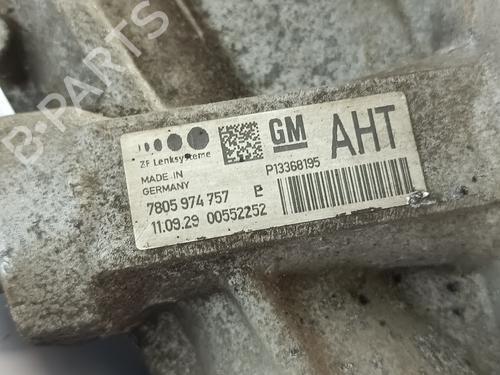 B-PARTS
ZF Lenksysteme
MADE IN
GERMANY
GM
AHT
P13368195
7805 974 757 E
11.09.29 00552252